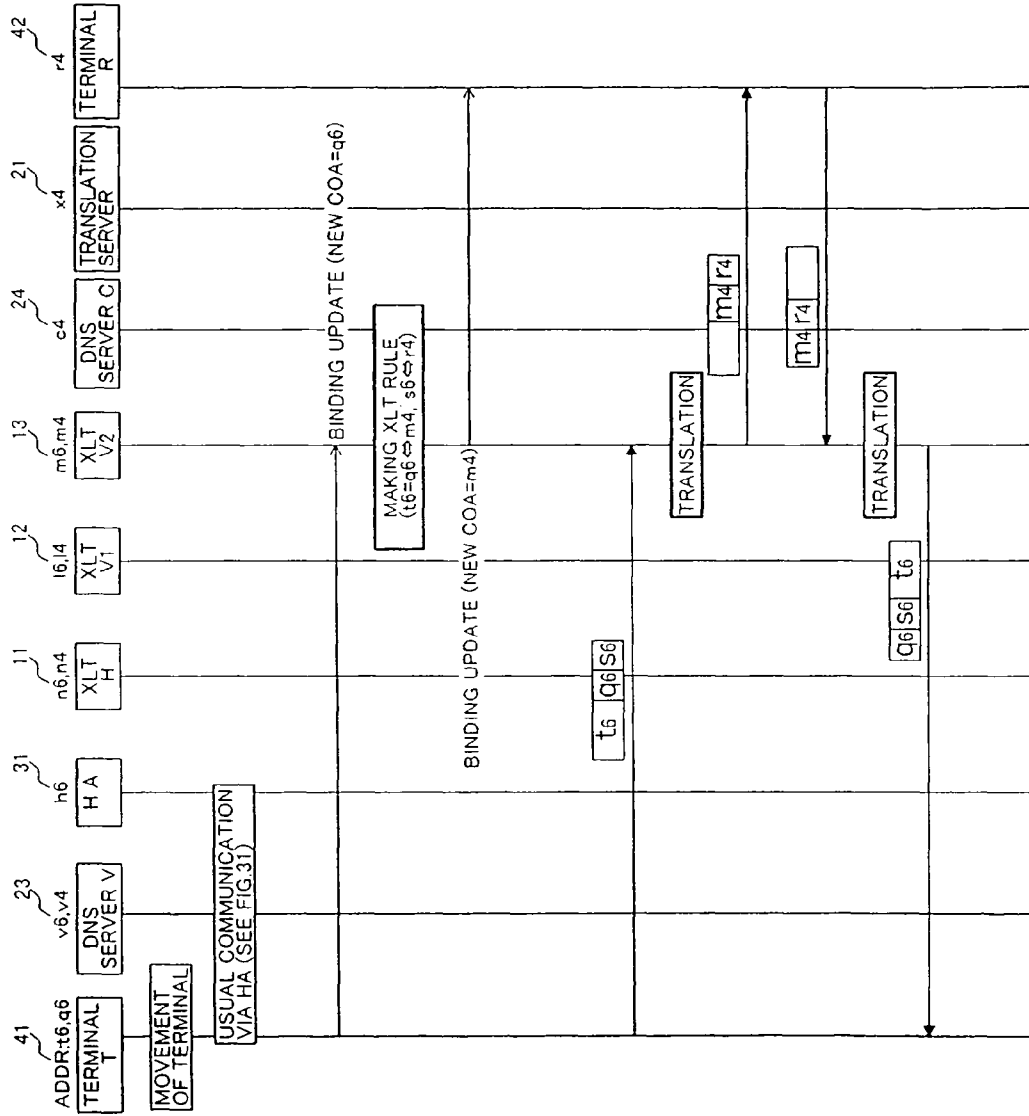 41
ADDR:t6,q6
TERMINAL
T
23
v6,v4
DNS
SERVER V
31
h6
H A
11
n6,n4
XLT
H
12
l6,l4
XLT
V1
13
m6,m4
XLT
V2
24
c4
DNS
SERVER C
21
x4
TRANSLATION
SERVER
42
r4
TERMINAL
R
MOVEMENT
OF TERMINAL
USUAL COMMUNICATION
VIA HA (SEE FIG.31)
BINDING UPDATE (NEW COA=q6)
MAKING XLT RULE
(t6=q6⇔m4, s6⇔r4)
BINDING UPDATE (NEW COA=m4)
t6 q6 s6
TRANSLATION
m4 r4
m4 r4
TRANSLATION
q6 s6 t6